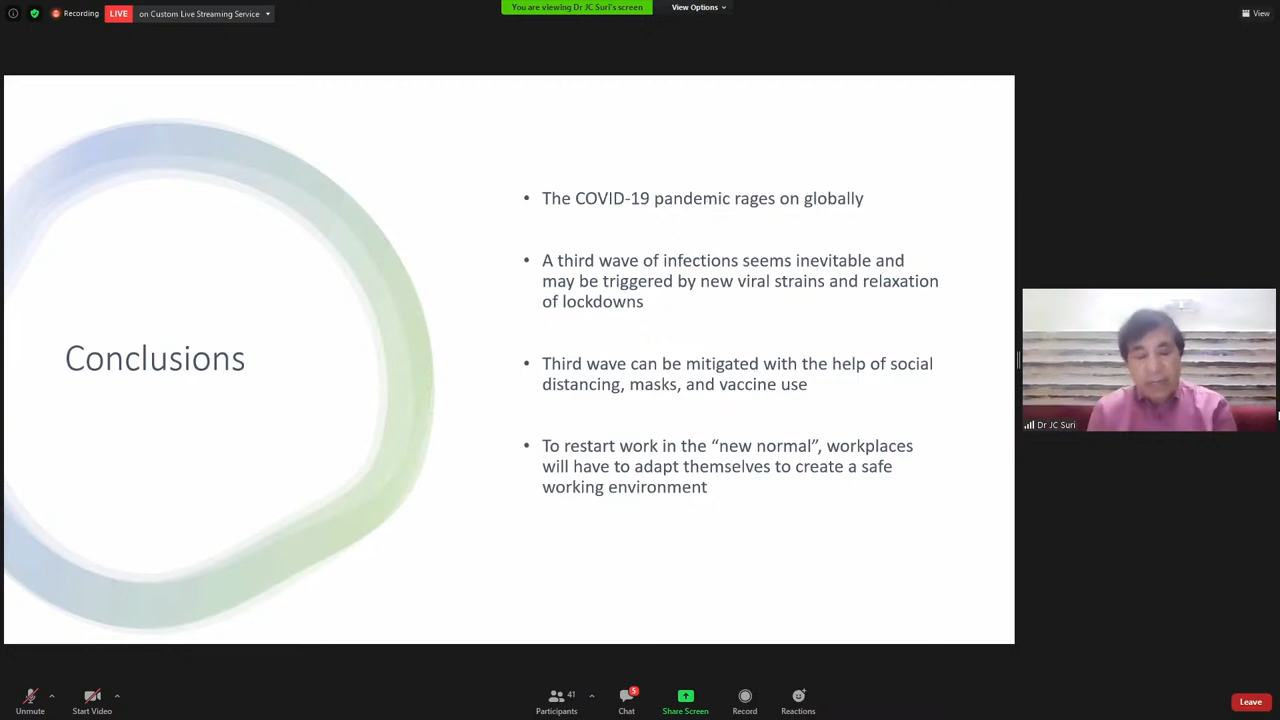 Recording
LIVE
on Custom Live Streaming Service
You are viewing Dr JC Suri's screen
View Options
View
Conclusions
• The COVID-19 pandemic rages on globally
• A third wave of infections seems inevitable and
may be triggered by new viral strains and relaxation
of lockdowns
• Third wave can be mitigated with the help of social
distancing, masks, and vaccine use
• To restart work in the “new normal”, workplaces
will have to adapt themselves to create a safe
working environment
Dr JC Suri
Unmute
Start Video
41
Participants
5
Chat
Share Screen
Record
Reactions
Leave